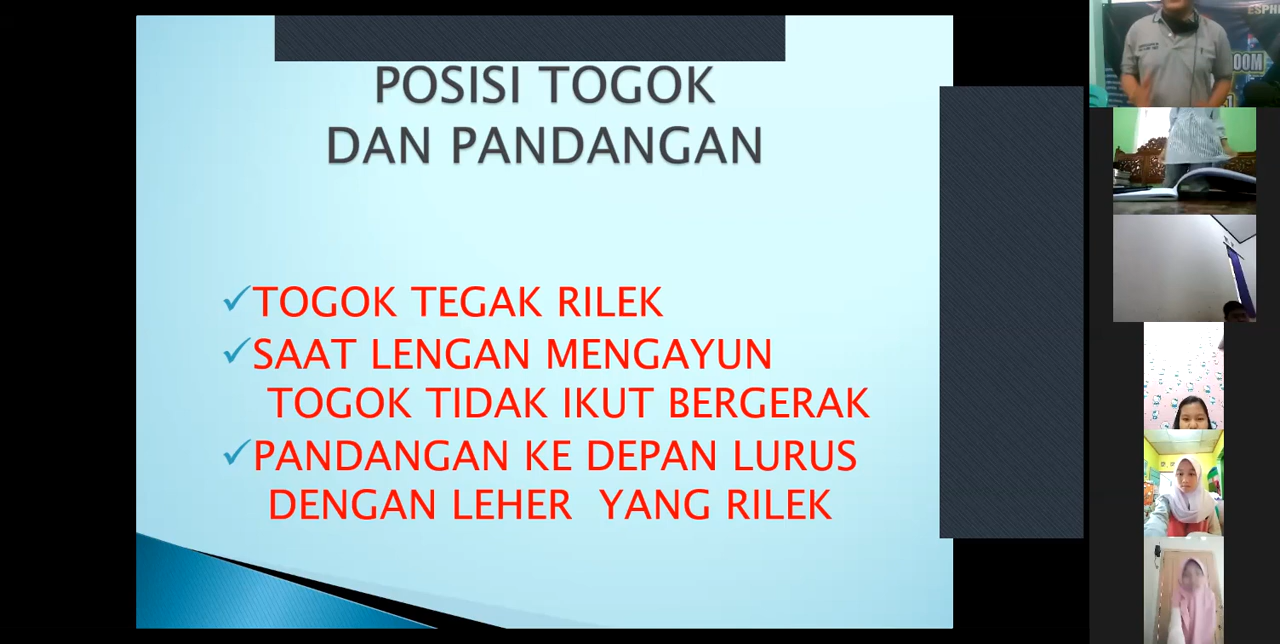 POSISI TOGOK
DAN PANDANGAN
✓TOGOK TEGAK RILEK
✓SAAT LENGAN MENGAYUN
TOGOK TIDAK IKUT BERGERAK
✓PANDANGAN KE DEPAN LURUS
DENGAN LEHER YANG RILEK